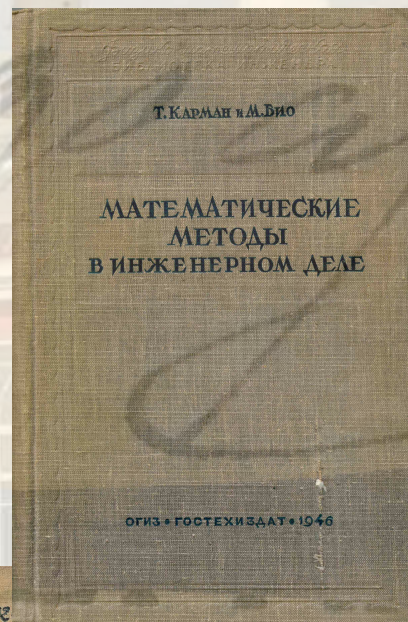 Т. КАРМАН и М. БИО
МАТЕМАТИЧЕСКИЕ
МЕТОДЫ
В ИНЖЕНЕРНОМ ДЕЛЕ
ОГИЗ • ГОСТЕХИЗДАТ • 1946